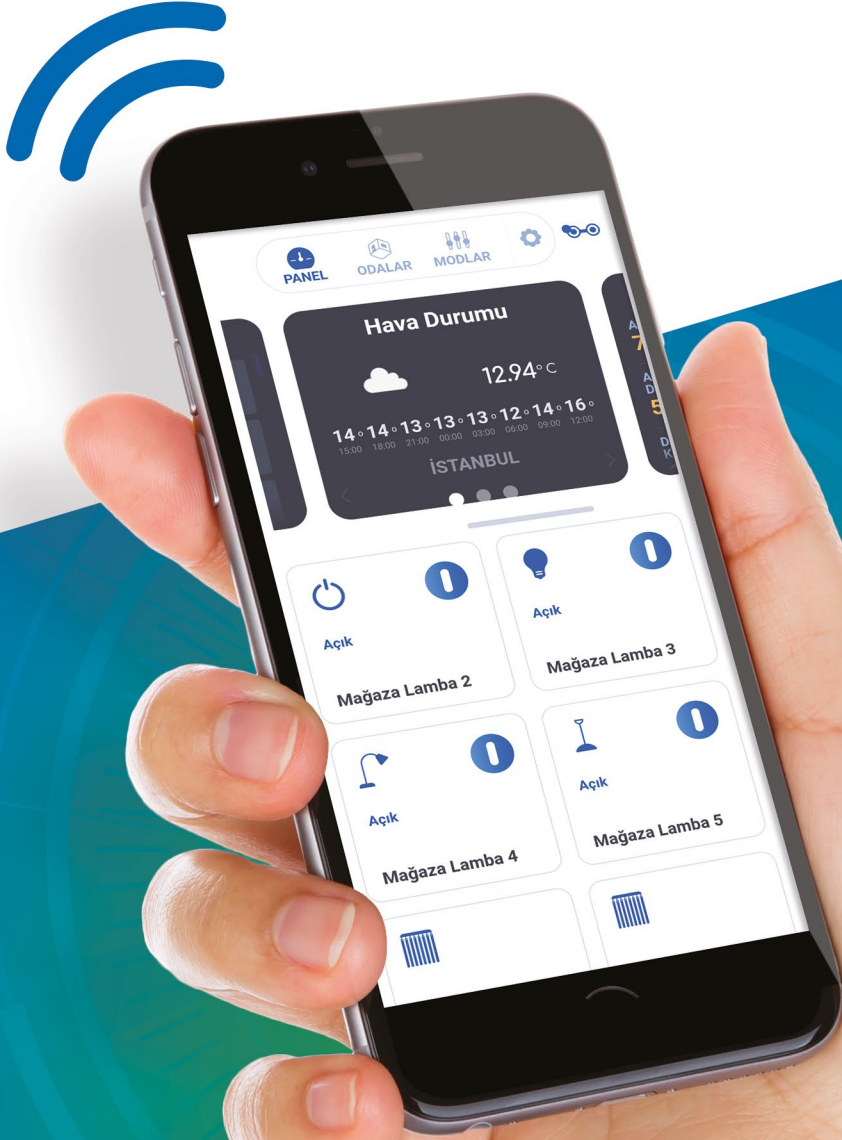 PANEL
ODALAR
MODLAR
Hava Durumu
12.94°C
14° 14° 13° 13° 13° 12° 14° 16°
15:00 18:00 21:00 00:00 03:00 06:00 09:00 12:00
İSTANBUL
A
7
A
D
5
D
K
Açık
Mağaza Lamba 2
Açık
Mağaza Lamba 3
Açık
Mağaza Lamba 4
Açık
Mağaza Lamba 5